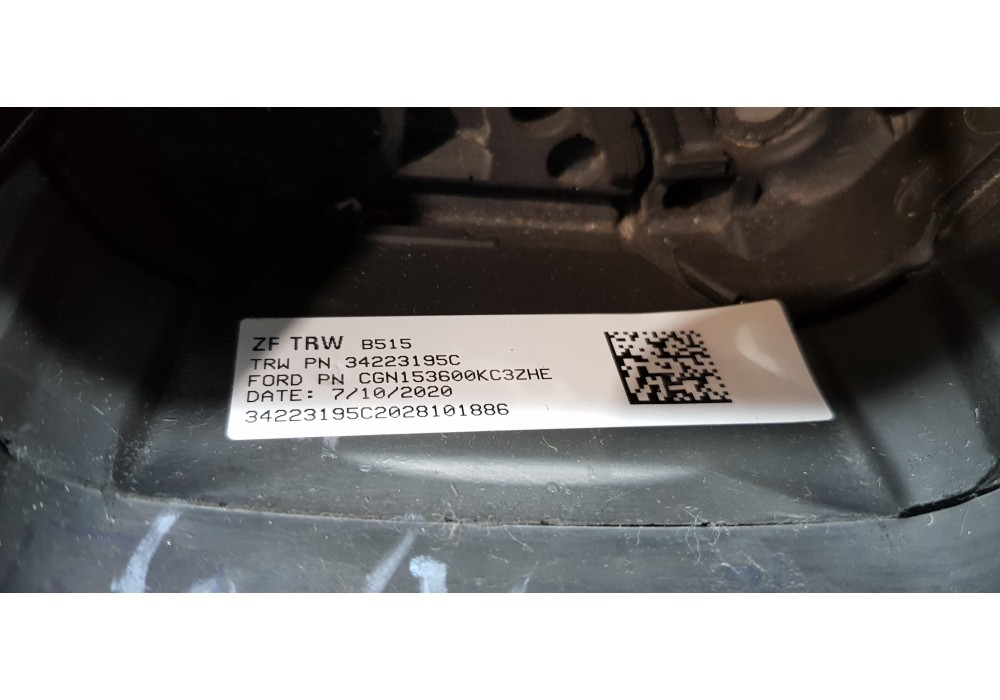 ZF TRW B515
TRW PN 34223195C
FORD PN CGN153600KC3ZHE
DATE: 7/10/2020
34223195C2028101886